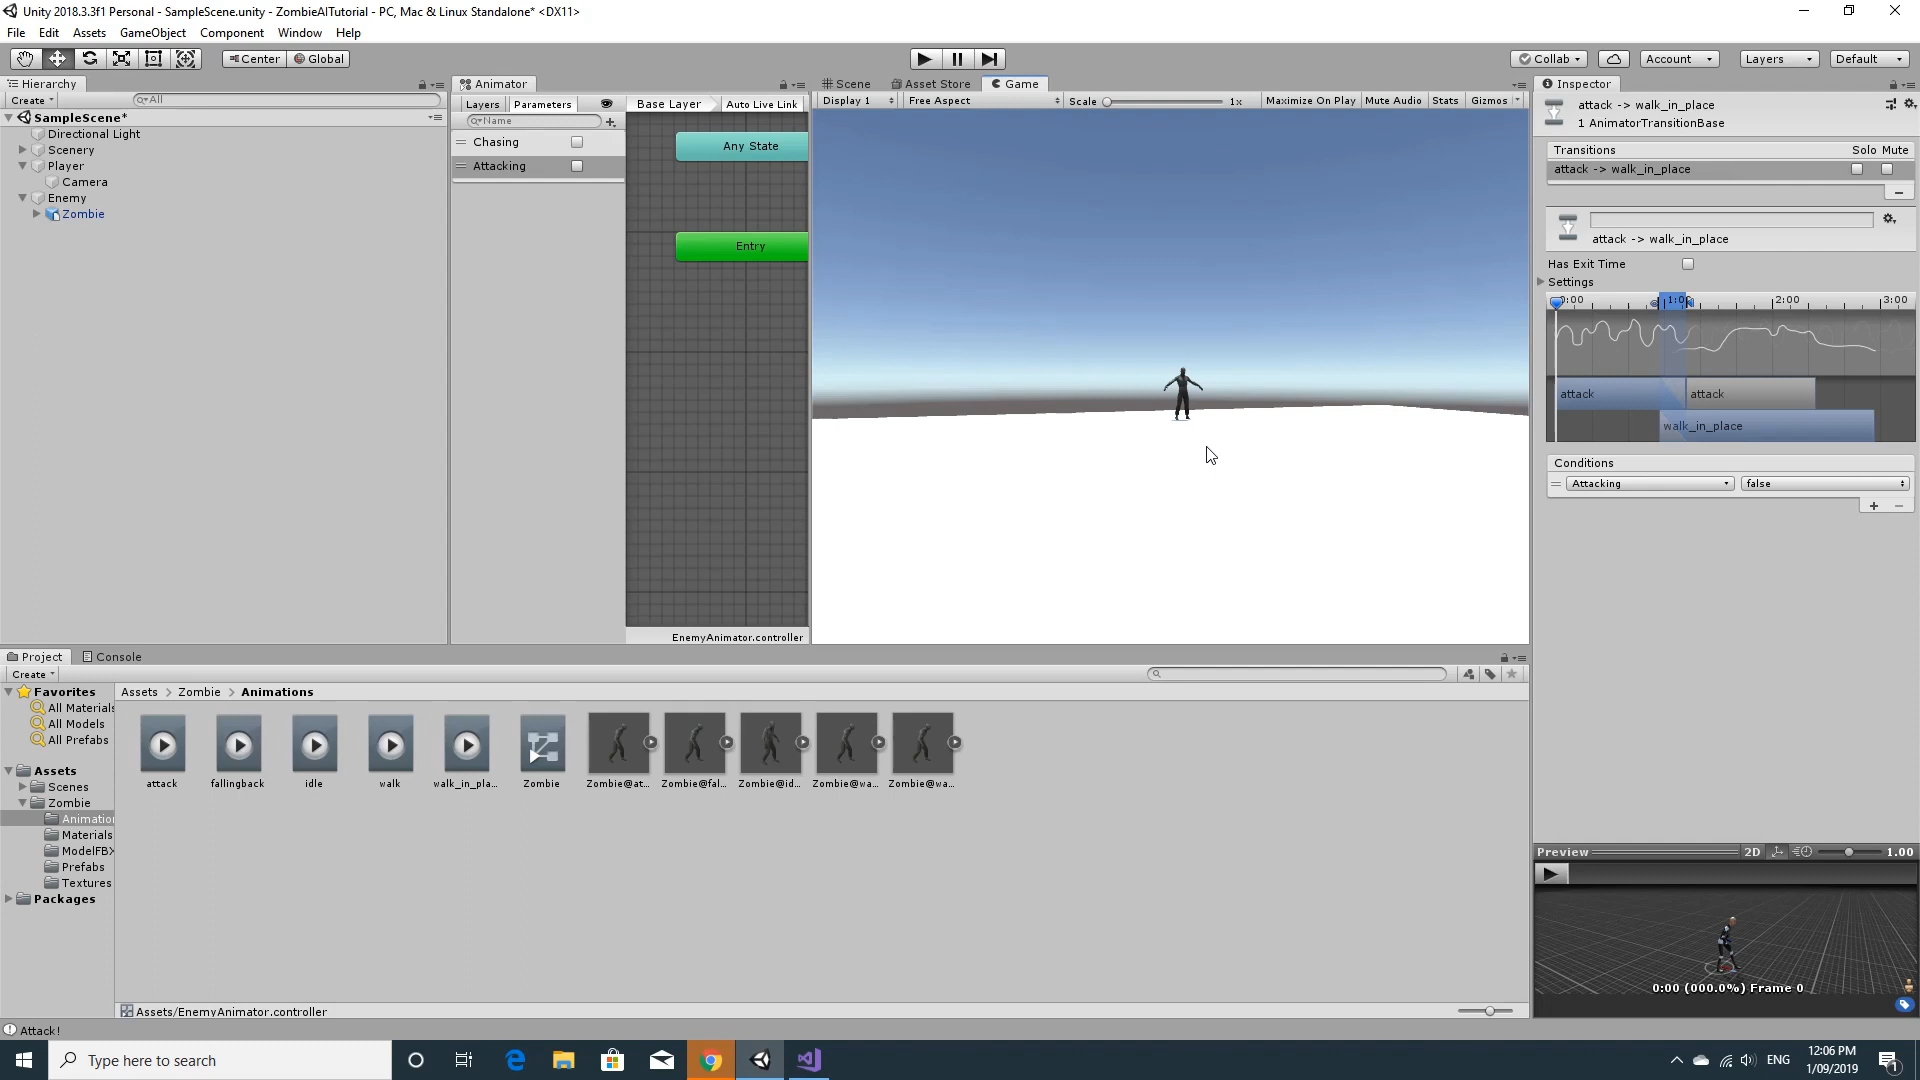 Unity 2018.3.3f1 Personal - SampleScene.unity - ZombieAITutorial - PC, Mac & Linux Standalone* <DX11>
File Edit Assets GameObject Component Window Help
Center Global
Collab Account Layers Default
Hierarchy
Create All
SampleScene*
Directional Light
Scenery
Player
Camera
Enemy
Zombie
Animator
Layers Parameters Base Layer Auto Live Link
Name
Chasing
Attacking
Any State
Entry
EnemyAnimator.controller
Scene Asset Store Game
Display 1 Free Aspect Scale 1x Maximize On Play Mute Audio Stats Gizmos
Inspector
attack -> walk_in_place
1 AnimatorTransitionBase
Transitions Solo Mute
attack -> walk_in_place
attack -> walk_in_place
Has Exit Time
Settings
0:00 1:00 2:00 3:00
attack attack
walk_in_place
Conditions
Attacking false
Preview 2D 1.00
0:00 (000.0%) Frame 0
Project Console
Create
Favorites
All Materials
All Models
All Prefabs
Assets
Scenes
Zombie
Animatio
Materials
ModelFBX
Prefabs
Textures
Packages
Assets > Zombie > Animations
attack fallingback idle walk walk_in_pla... Zombie Zombie@at... Zombie@fal... Zombie@id... Zombie@wa... Zombie@wa...
Assets/EnemyAnimator.controller
Attack!
Type here to search
ENG
12:06 PM
1/09/2019
1